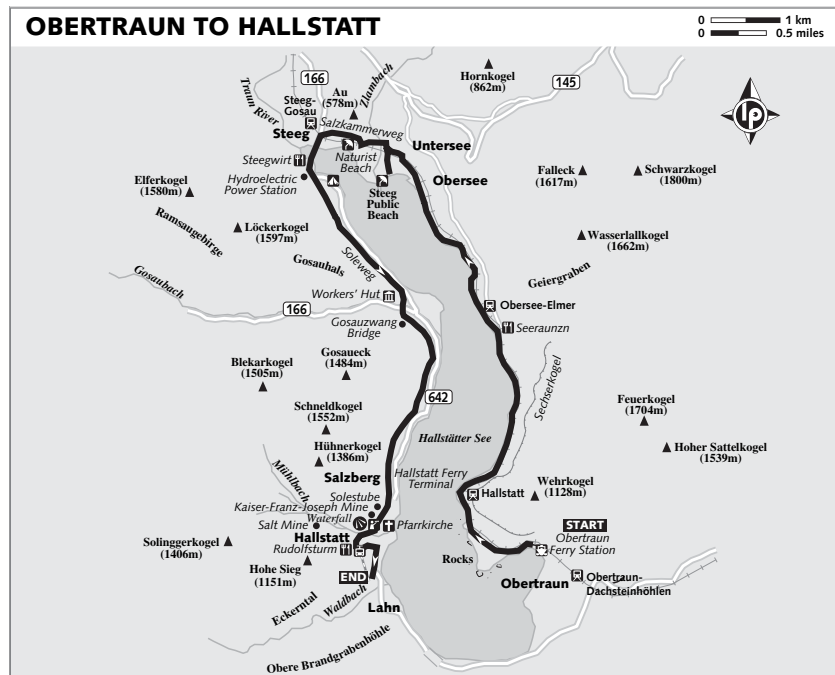 OBERTRAUN TO HALLSTATT
0 1 km
0 0.5 miles
166
Au
(578m)
Zlambach
Hornkogel
(862m)
145
lp
Traun River
Steeg-
Gosau
Salzkammerweg
Steeg
Untersee
Naturist
Beach
Steegwirt
Obersee
Hydroelectric
Power Station
Steeg
Public
Beach
Falleck
(1617m)
Schwarzkogel
(1800m)
Elferkogel
(1580m)
Ramsaugebirge
Löckerkogel
(1597m)
Wasserlallkogel
(1662m)
Gosauhals
Soleweg
Geiergraben
Gosaubach
Workers' Hut
Obersee-Elmer
166
Gosauzwang
Bridge
Seeraunzn
Blekarkogel
(1505m)
Gosaueck
(1484m)
Sechserkogel
642
Schneldkogel
(1552m)
Feuerkogel
(1704m)
Hallstätter See
Hühnerkogel
(1386m)
Hoher Sattelkogel
(1539m)
Salzberg
Hallstatt Ferry
Terminal
Mühlbach
Hallstatt
Wehrkogel
(1128m)
Solestube
Kaiser-Franz-Joseph Mine
Waterfall
Salt Mine
Pfarrkirche
START
Obertraun
Ferry Station
Hallstatt
Solinggerkogel
(1406m)
Rudolfsturm
Rocks
Hohe Sieg
(1151m)
END
Obertraun
Obertraun-
Dachsteinhöhlen
Eckerntal
Waldbach
Lahn
Obere Brandgrabenhöhle